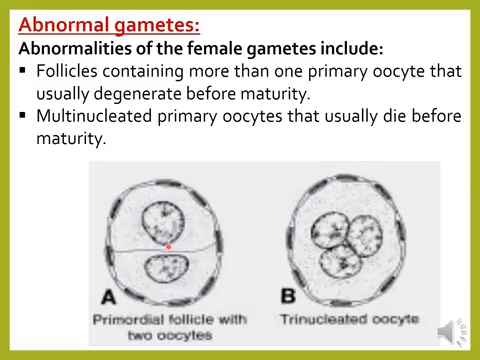 Abnormal gametes:
Abnormalities of the female gametes include:
▪ Follicles containing more than one primary oocyte that
usually degenerate before maturity.
▪ Multinucleated primary oocytes that usually die before
maturity.
A
B
Primordial follicle with
two oocytes
Trinucleated oocyte